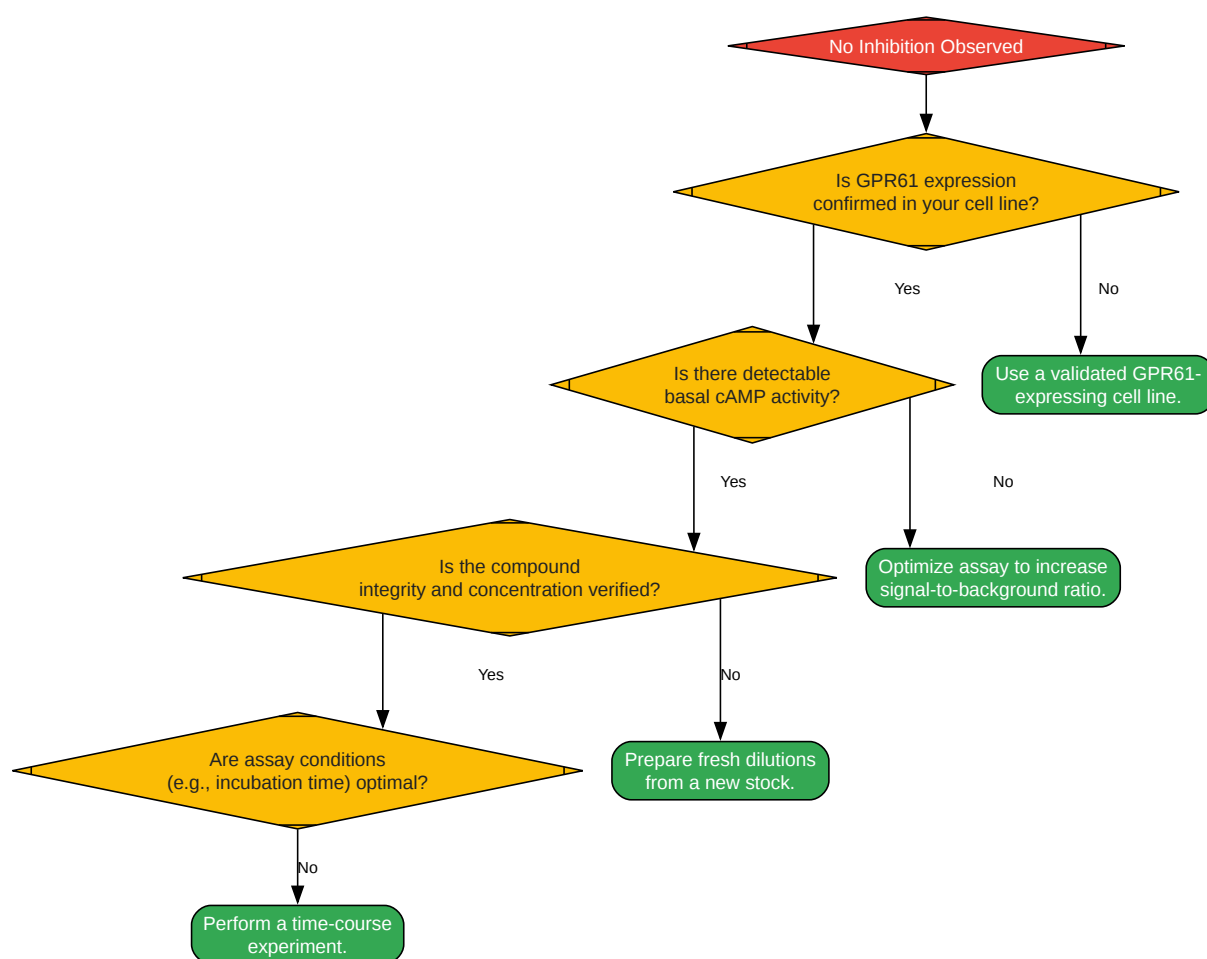 No Inhibition Observed
Is GPR61 expression
confirmed in your cell line?
Yes
No
Is there detectable
basal cAMP activity?
Use a validated GPR61-
expressing cell line.
Yes
No
Is the compound
integrity and concentration verified?
Optimize assay to increase
signal-to-background ratio.
Yes
No
Are assay conditions
(e.g., incubation time) optimal?
Prepare fresh dilutions
from a new stock.
No
Perform a time-course
experiment.